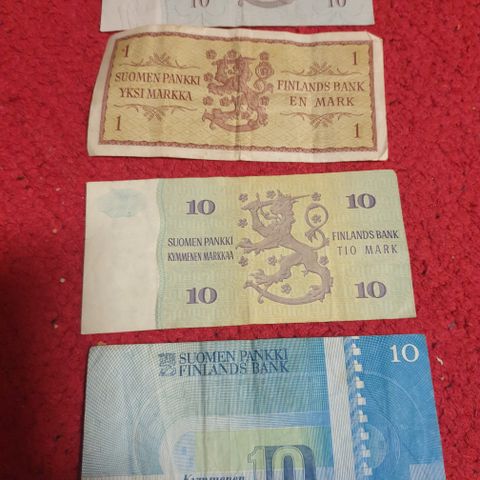 10 10
1 1
SUOMEN PANKKI FINLANDS BANK
YKSI MARKKA EN MARK
1 1
10 10
SUOMEN PANKKI FINLANDS BANK
KYMMENEN MARKKAA TIO MARK
10 10
SUOMEN PANKKI 10
FINLANDS BANK
Kymmenen 10